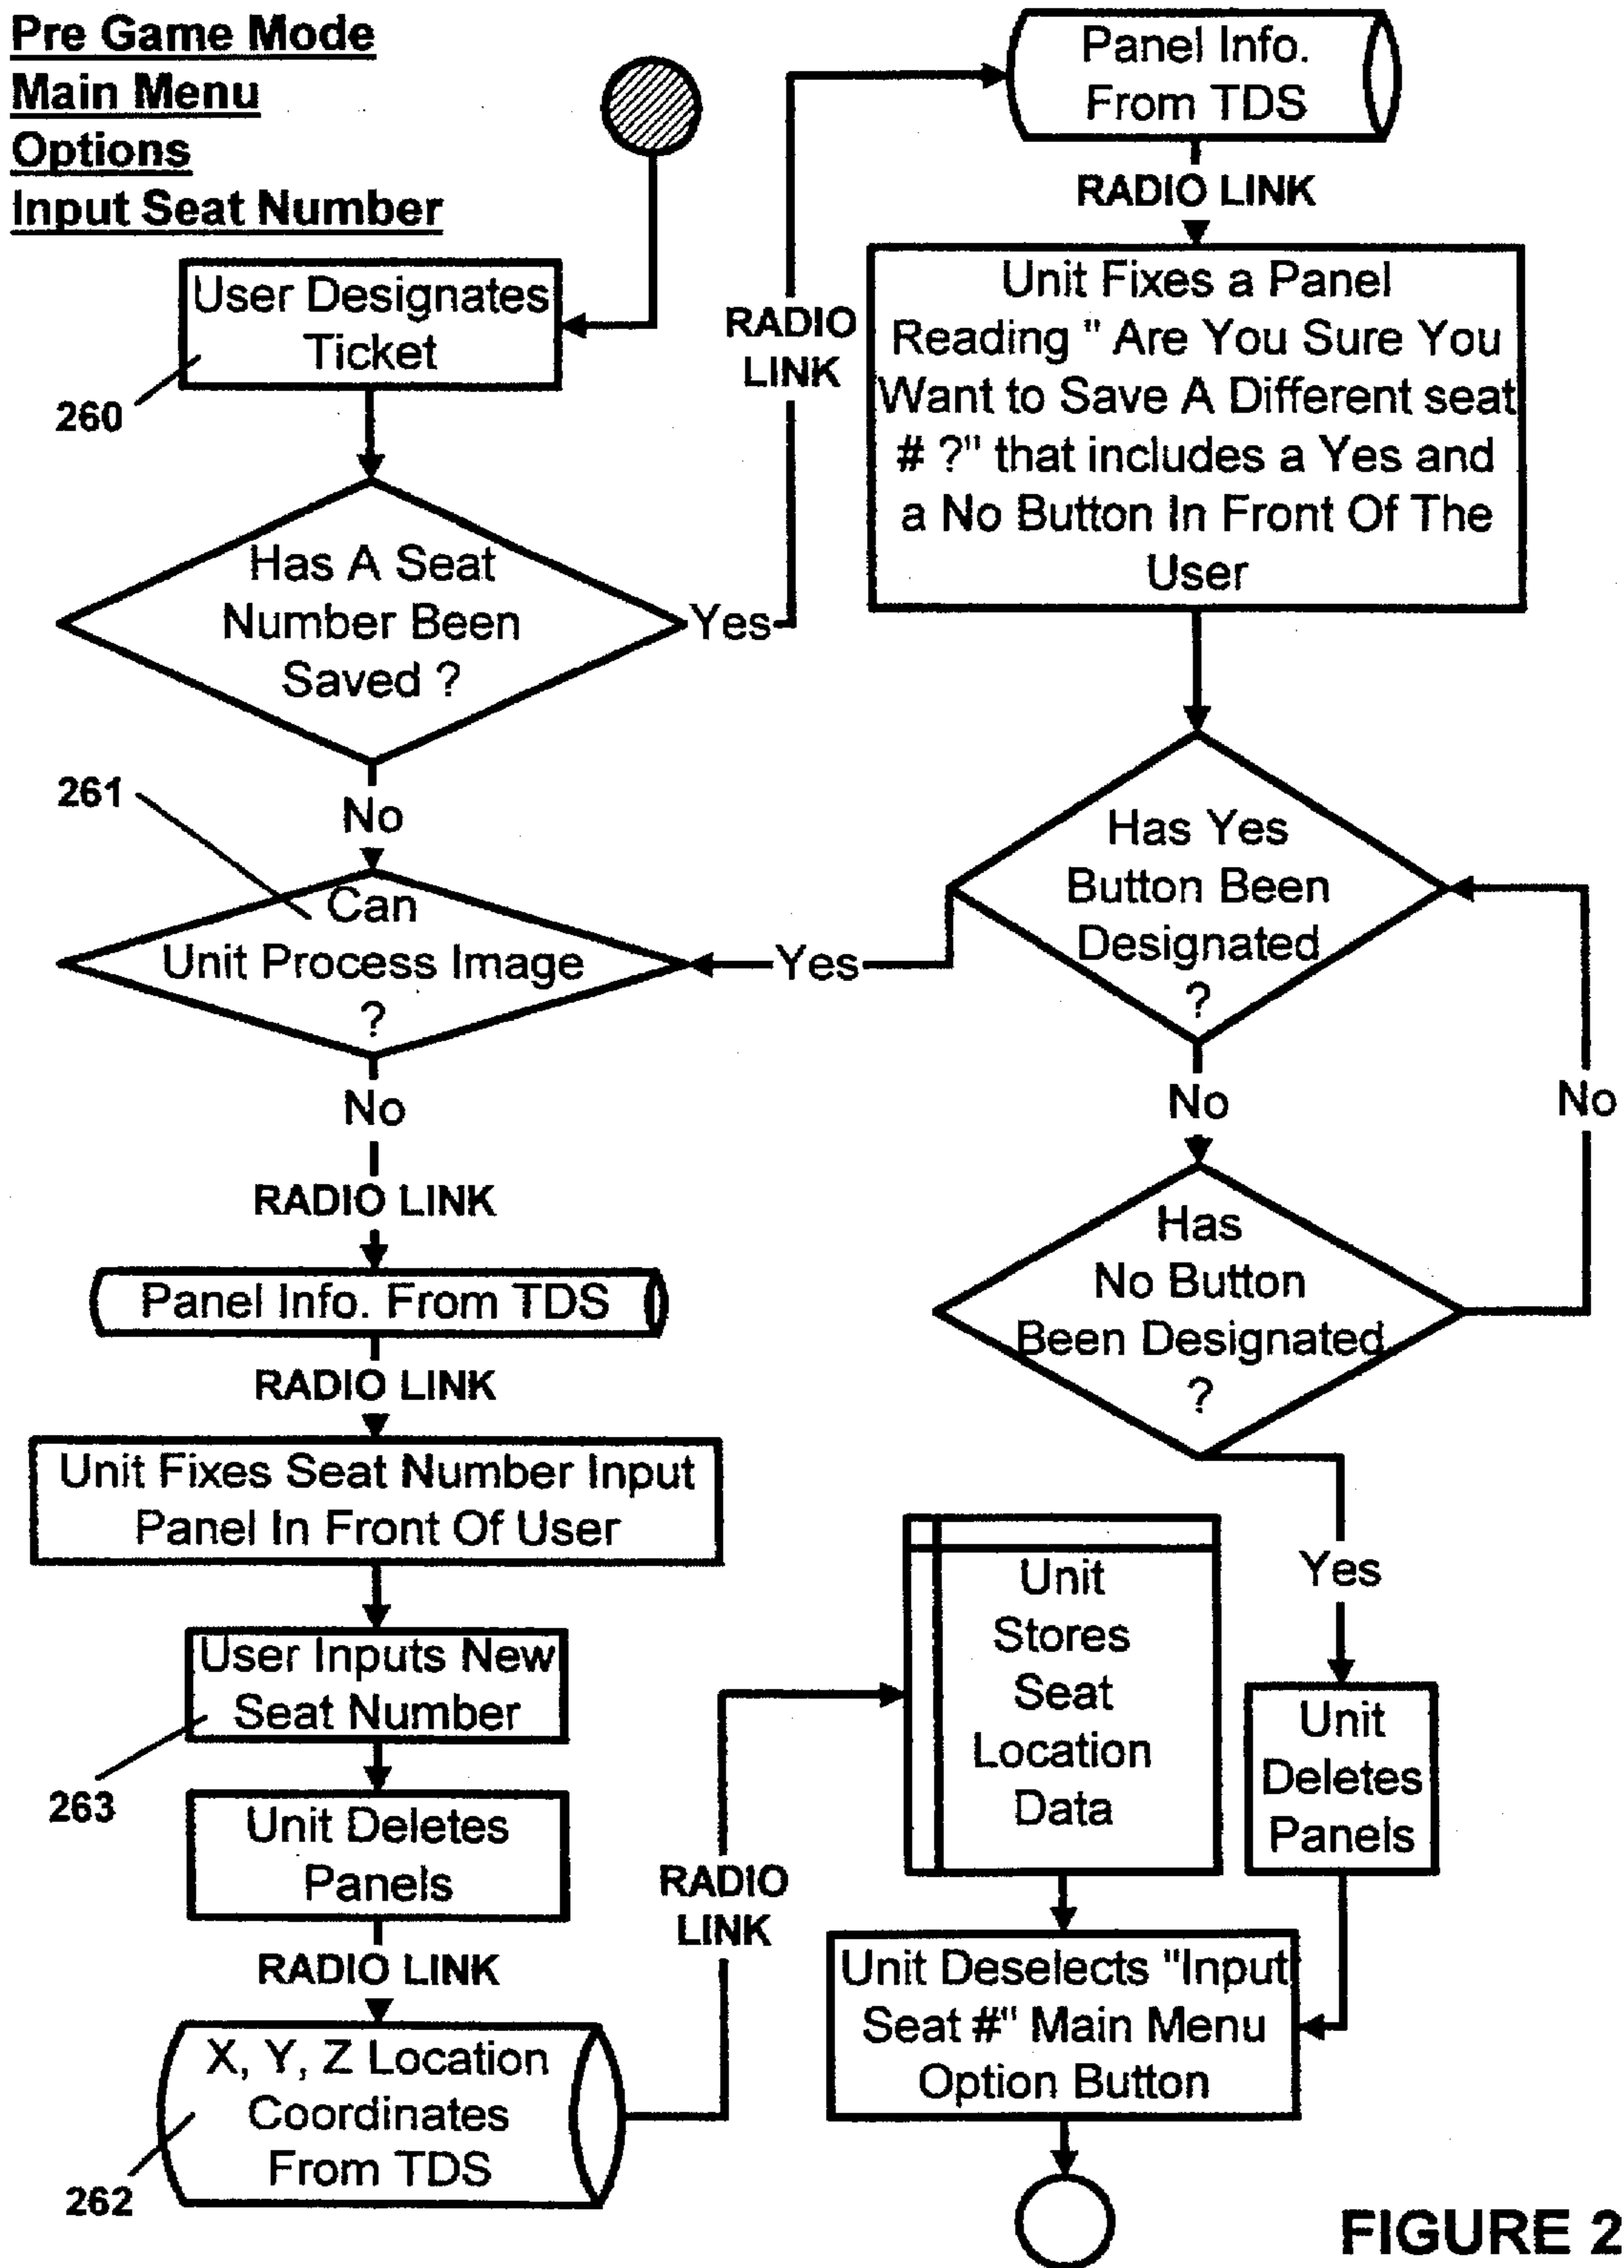 Pre Game Mode
Main Menu
Options
Input Seat Number
User Designates
Ticket
260
Has A Seat
Number Been
Saved ?
Yes
RADIO
LINK
Panel Info.
From TDS
RADIO LINK
Unit Fixes a Panel
Reading " Are You Sure You
Want to Save A Different seat
# ?" that includes a Yes and
a No Button In Front Of The
User
Has Yes
Button Been
Designated
?
Yes
No
Has
No Button
Been Designated
?
No
Yes
Unit
Deletes
Panels
No
261
Can
Unit Process Image
?
No
RADIO LINK
Panel Info. From TDS
RADIO LINK
Unit Fixes Seat Number Input
Panel In Front Of User
User Inputs New
Seat Number
263
Unit Deletes
Panels
RADIO LINK
X, Y, Z Location
Coordinates
From TDS
262
RADIO
LINK
Unit
Stores
Seat
Location
Data
Unit Deselects "Input
Seat #" Main Menu
Option Button
FIGURE 2